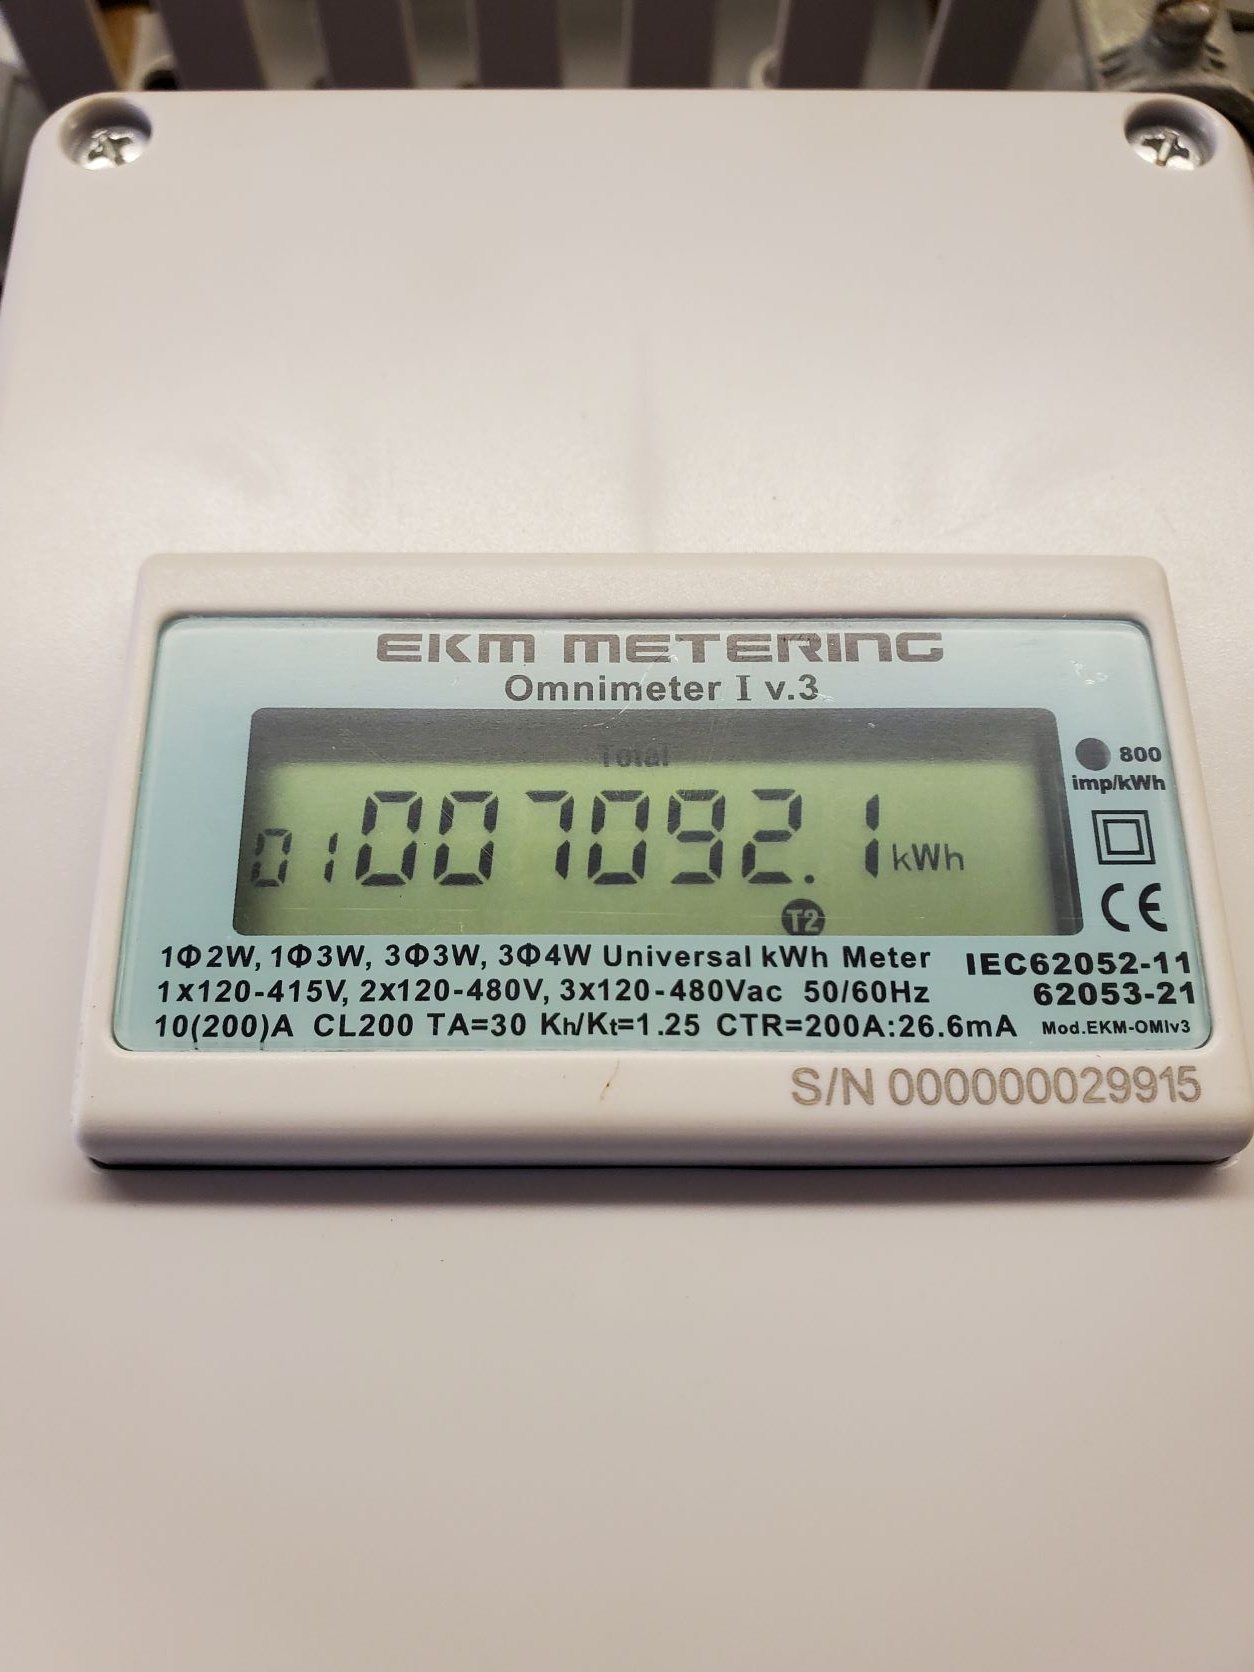 EKM METERING
Omnimeter I v.3
Total
01 007092.1 kWh
T2
800
imp/kWh
CE
1Φ2W, 1Φ3W, 3Φ3W, 3Φ4W Universal kWh Meter
1X120-415V, 2x120-480V, 3x120-480Vac 50/60Hz
10(200)A CL200 TA=30 Kh/Kt=1.25 CTR=200A:26.6mA
IEC62052-11
62053-21
Mod.EKM-OMIv3
S/N 000000029915